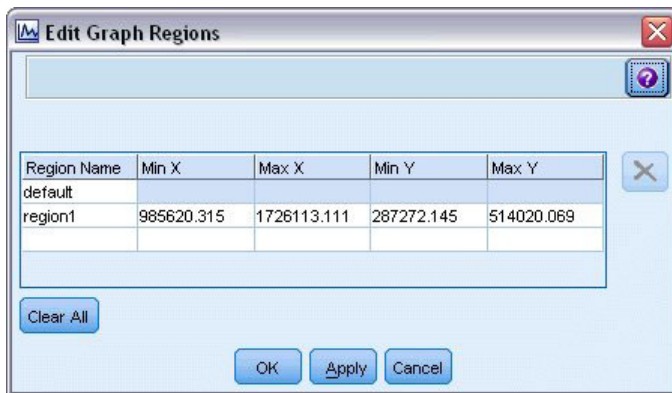 Edit Graph Regions
Region Name Min X Max X Min Y Max Y
default
region1 985620.315 1726113.111 287272.145 514020.069
Clear All
OK Apply Cancel